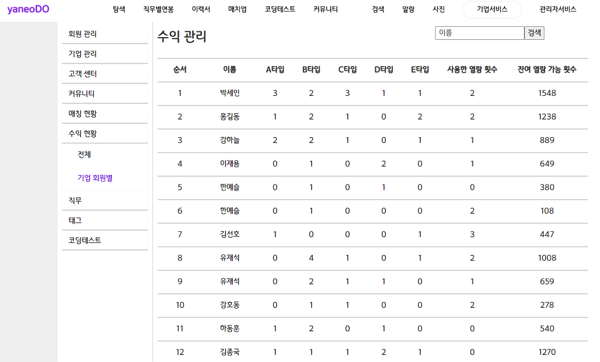 yaneoDO 탐색 직무별연봉 이력서 매치업 코딩테스트 커뮤니티 검색 알람 사진 기업서비스 관리자서비스
회원 관리
기업 관리
고객 센터
커뮤니티
매칭 현황
수익 현황
전체
기업 회원별
직무
태그
코딩테스트
수익 관리
이름 검색
순서 이름 A타입 B타입 C타입 D타입 E타입 사용한 열람 횟수 잔여 열람 가능 횟수
1 박세인 3 2 3 1 1 2 1548
2 홍길동 1 2 1 0 2 2 1238
3 강하늘 2 2 1 0 1 1 889
4 이재용 0 1 0 2 0 1 649
5 한예슬 0 1 0 1 0 0 380
6 한예슬 0 1 0 0 0 2 108
7 김선호 1 0 0 0 1 3 447
8 유재석 0 4 1 0 1 2 1008
9 유재석 0 2 1 1 0 1 659
10 강호동 0 1 1 0 0 2 278
11 하동훈 1 2 0 1 0 0 540
12 김종국 1 1 1 2 1 0 1270